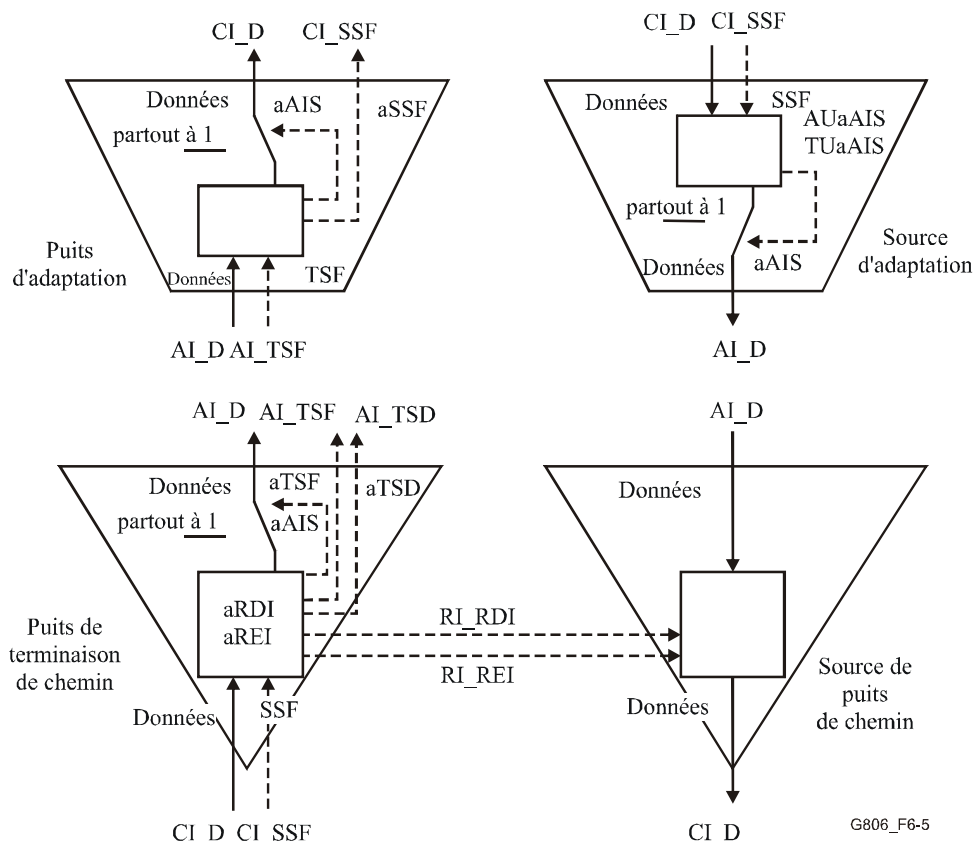 CI_D CI_SSF
Données
aAIS
aSSF
partout à 1
Puits
d'adaptation
Données
TSF
AI_D AI_TSF
CI_D CI_SSF
Données
SSF
AUaAIS
TUaAIS
partout à 1
Données
aAIS
Source
d'adaptation
AI_D
AI_D AI_TSF AI_TSD
Données
aTSF
aTSD
partout à 1
aAIS
aRDI
aREI
Puits de
terminaison
de chemin
Données
SSF
CI_D CI_SSF
RI_RDI
RI_REI
AI_D
Données
Données
Source de
puits
de chemin
CI_D
G806_F6-5